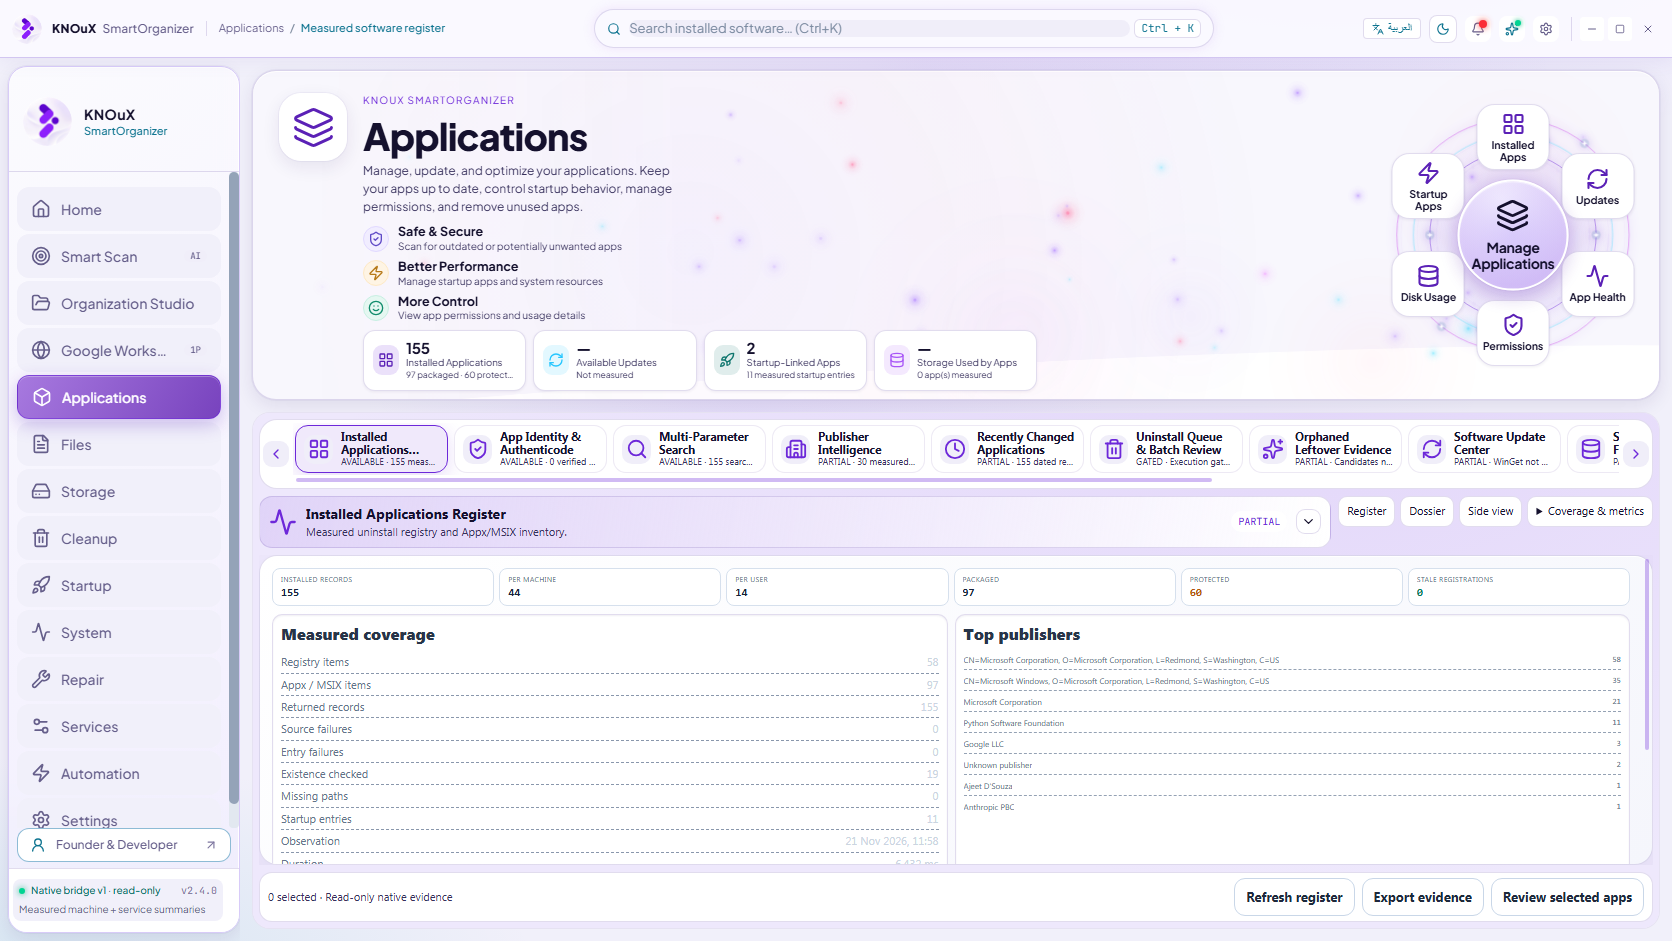 KNOuX SmartOrganizer
Applications / Measured software register
Search installed software... (Ctrl+K)
Ctrl + K
العربية
KNOuX
SmartOrganizer
Home
Smart Scan AI
Organization Studio
Google Works... 1P
Applications
Files
Storage
Cleanup
Startup
System
Repair
Services
Automation
Settings
Founder & Developer
Native bridge v1 · read-only v2.4.0
Measured machine + service summaries
KNOUX SMARTORGANIZER
Applications
Manage, update, and optimize your applications. Keep
your apps up to date, control startup behavior, manage
permissions, and remove unused apps.
Safe & Secure
Scan for outdated or potentially unwanted apps
Better Performance
Manage startup apps and system resources
More Control
View app permissions and usage details
155
Installed Applications
97 packaged · 60 protect...
—
Available Updates
Not measured
2
Startup-Linked Apps
11 measured startup entries
—
Storage Used by Apps
0 app(s) measured
Installed
Apps
Startup
Apps
Updates
Manage
Applications
Disk Usage
App Health
Permissions
Installed
Applications...
AVAILABLE · 155 meas...
App Identity &
Authenticode
AVAILABLE · 0 verified ...
Multi-Parameter
Search
AVAILABLE · 155 searc...
Publisher
Intelligence
PARTIAL · 30 measured...
Recently Changed
Applications
PARTIAL · 155 dated re...
Uninstall Queue
& Batch Review
GATED · Execution gat...
Orphaned
Leftover Evidence
PARTIAL · Candidates n...
Software Update
Center
PARTIAL · WinGet not ...
Installed Applications Register
Measured uninstall registry and Appx/MSIX inventory.
PARTIAL
Register
Dossier
Side view
▶ Coverage & metrics
INSTALLED RECORDS
155
PER MACHINE
44
PER USER
14
PACKAGED
97
PROTECTED
60
STALE REGISTRATIONS
0
Measured coverage
Registry items 58
Appx / MSIX items 97
Returned records 155
Source failures 0
Entry failures 0
Existence checked 19
Missing paths 0
Startup entries 11
Observation 21 Nov 2026, 11:58
Duration 6,432 ms
Top publishers
CN=Microsoft Corporation, O=Microsoft Corporation, L=Redmond, S=Washington, C=US 58
CN=Microsoft Windows, O=Microsoft Corporation, L=Redmond, S=Washington, C=US 35
Microsoft Corporation 21
Python Software Foundation 11
Google LLC 3
Unknown publisher 2
Ajeet D'Souza 1
Anthropic PBC 1
0 selected · Read-only native evidence
Refresh register
Export evidence
Review selected apps